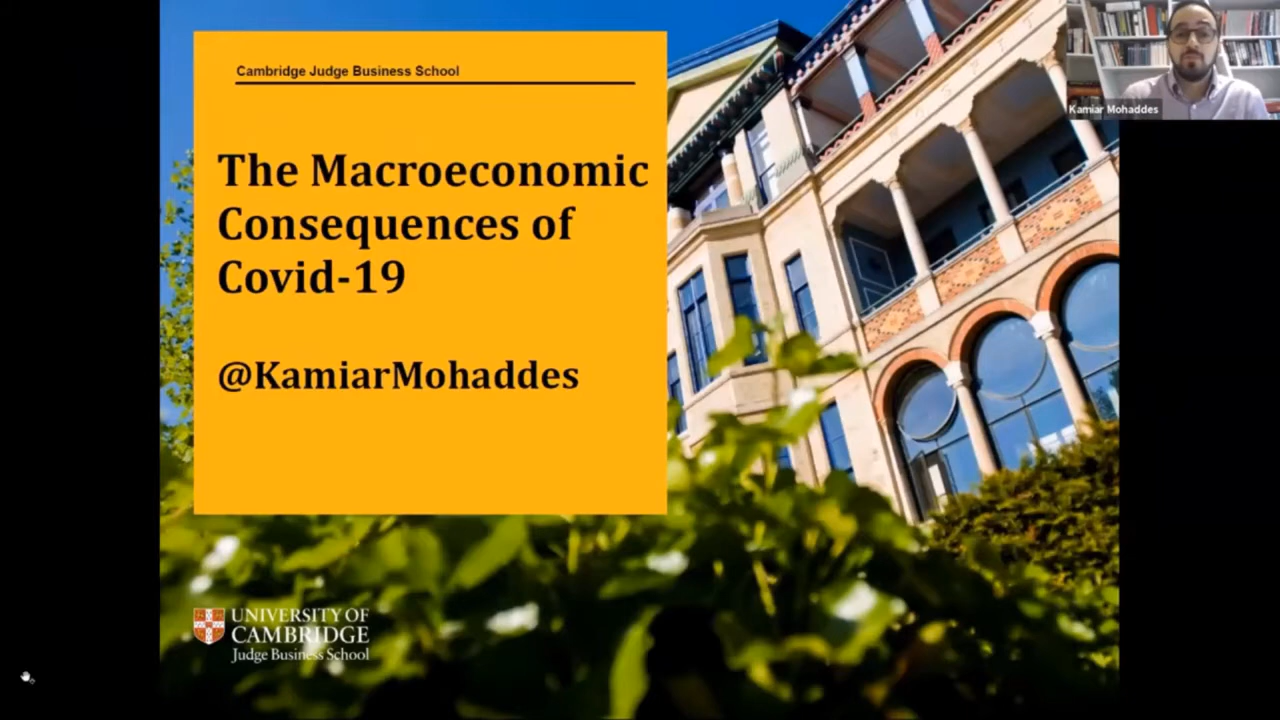 Cambridge Judge Business School
The Macroeconomic
Consequences of
Covid-19
@KamiarMohaddes
UNIVERSITY OF
CAMBRIDGE
Judge Business School
Kamiar Mohaddes